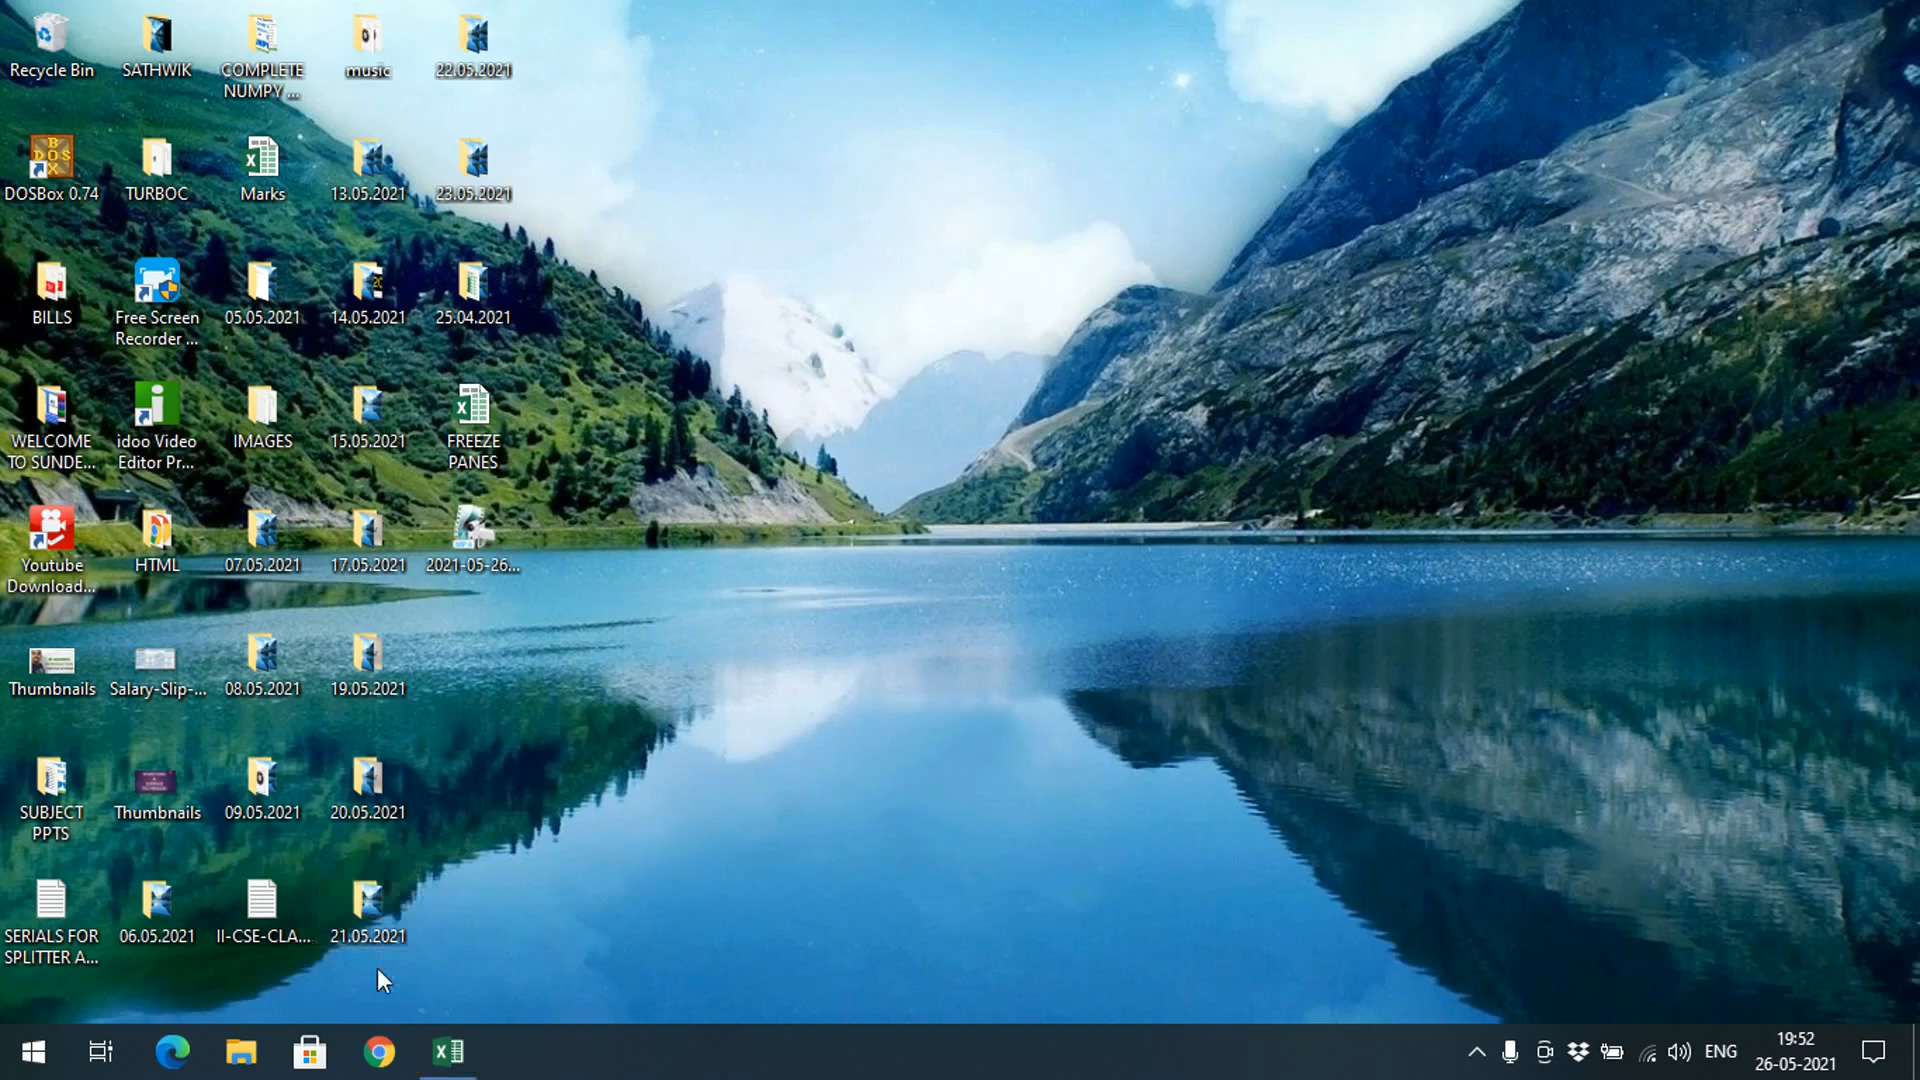 Recycle Bin
SATHWIK
COMPLETE
NUMPY ...
music
22.05.2021
DOSBox 0.74
TURBOC
Marks
13.05.2021
23.05.2021
BILLS
Free Screen
Recorder ...
05.05.2021
14.05.2021
25.04.2021
WELCOME
TO SUNDE...
idoo Video
Editor Pr...
IMAGES
15.05.2021
FREEZE
PANES
Youtube
Download...
HTML
07.05.2021
17.05.2021
2021-05-26...
Thumbnails
Salary-Slip-...
08.05.2021
19.05.2021
SUBJECT
PPTS
Thumbnails
09.05.2021
20.05.2021
SERIALS FOR
SPLITTER A...
06.05.2021
II-CSE-CLA...
21.05.2021
ENG
19:52
26-05-2021